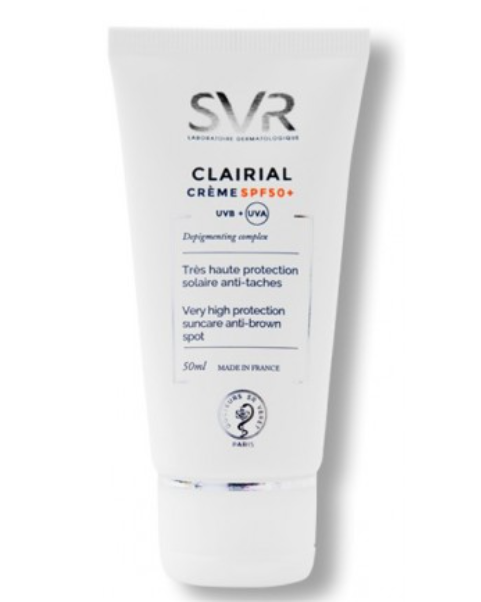 SVR
LABORATOIRE DERMATOLOGIQUE
CLAIRIAL
CRÈME SPF50+
UVB + UVA
Depigmenting complex
Très haute protection
solaire anti-taches
Very high protection
suncare anti-brown
spot
50ml MADE IN FRANCE
PARIS